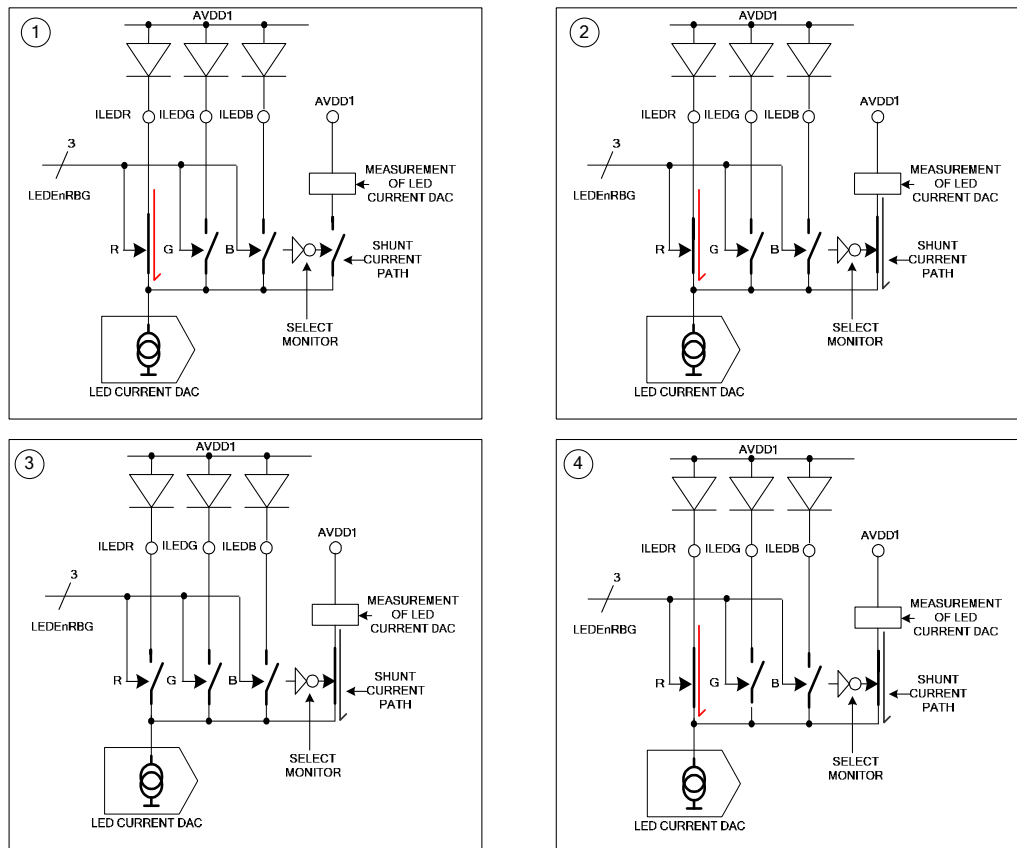 1
AVDD1
ILEDR
ILEDG
ILEDB
AVDD1
3
LEDEnRBG
MEASUREMENT
OF LED
CURRENT DAC
R
G
B
SHUNT
CURRENT
PATH
SELECT
MONITOR
LED CURRENT DAC
2
AVDD1
ILEDR
ILEDG
ILEDB
AVDD1
3
LEDEnRBG
MEASUREMENT
OF LED
CURRENT DAC
R
G
B
SHUNT
CURRENT
PATH
SELECT
MONITOR
LED CURRENT DAC
3
AVDD1
ILEDR
ILEDG
ILEDB
AVDD1
3
LEDEnRBG
MEASUREMENT
OF LED
CURRENT DAC
R
G
B
SHUNT
CURRENT
PATH
SELECT
MONITOR
LED CURRENT DAC
4
AVDD1
ILEDR
ILEDG
ILEDB
AVDD1
3
LEDEnRBG
MEASUREMENT
OF LED
CURRENT DAC
R
G
B
SHUNT
CURRENT
PATH
SELECT
MONITOR
LED CURRENT DAC